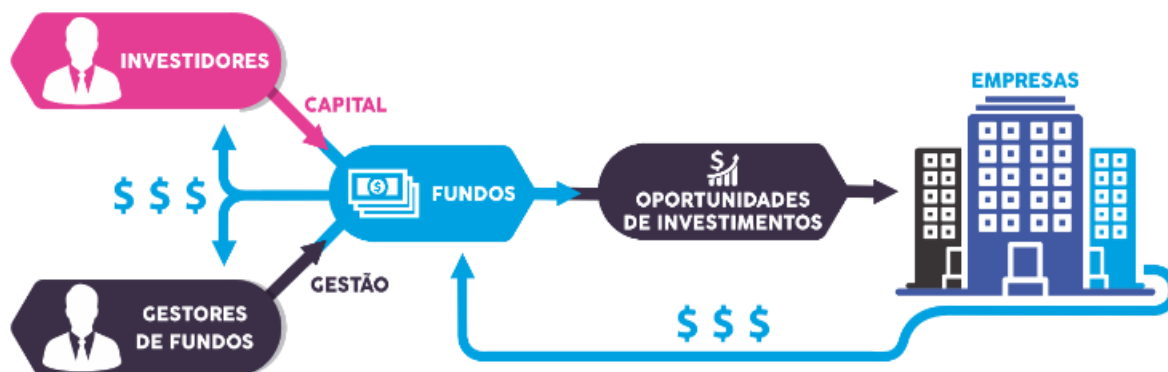 INVESTIDORES
CAPITAL
$ $ $
FUNDOS
$
OPORTUNIDADES
DE INVESTIMENTOS
EMPRESAS
GESTÃO
GESTORES
DE FUNDOS
$ $ $